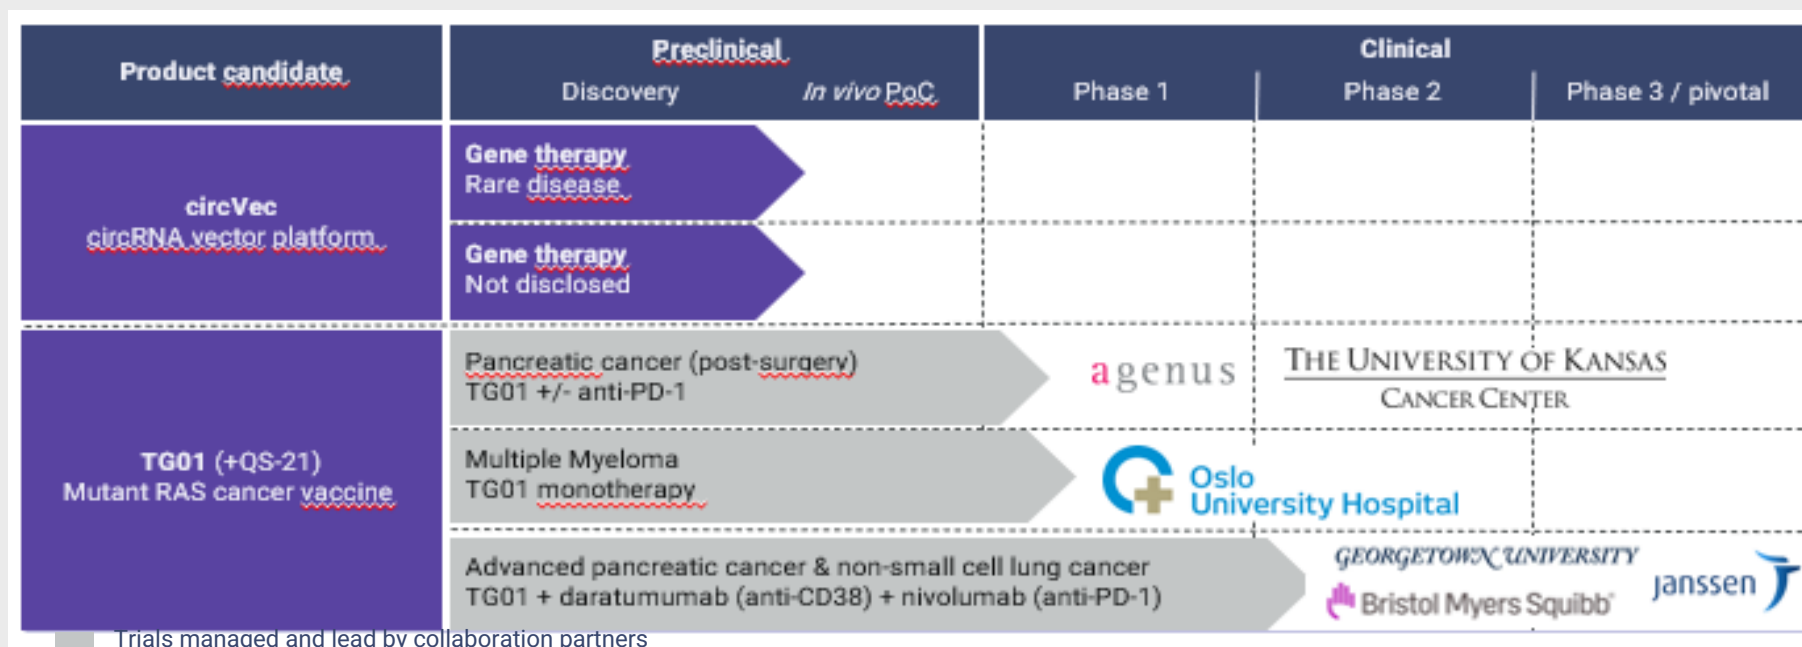 Product candidate
Preclinical
Discovery
In vivo PoC
Clinical
Phase 1
Phase 2
Phase 3 / pivotal
circVec
circRNA vector platform
Gene therapy
Rare disease
Gene therapy
Not disclosed
TG01 (+QS-21)
Mutant RAS cancer vaccine
Pancreatic cancer (post-surgery)
TG01 +/- anti-PD-1
agenus
THE UNIVERSITY OF KANSAS
CANCER CENTER
Multiple Myeloma
TG01 monotherapy
Oslo
University Hospital
Advanced pancreatic cancer & non-small cell lung cancer
TG01 + daratumumab (anti-CD38) + nivolumab (anti-PD-1)
GEORGETOWN UNIVERSITY
Bristol Myers Squibb
janssen
Trials managed and lead by collaboration partners